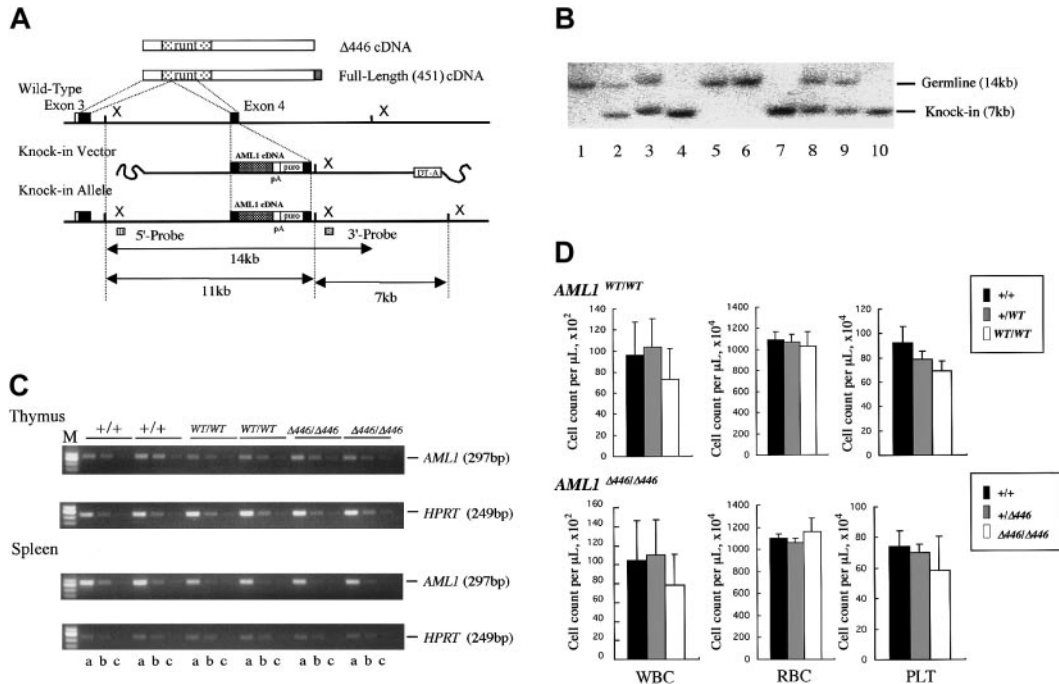 A
runt
Δ446 cDNA
runt
Full-Length (451) cDNA
Wild-Type
Exon 3
X
Exon 4
X
Knock-in Vector
AML1 cDNA
puro
X
pA
DT-A
Knock-in Allele
X
AML1 cDNA
puro
X
X
pA
5'-Probe
3'-Probe
14kb
11kb
7kb
B
Germline (14kb)
Knock-in (7kb)
1 2 3 4 5 6 7 8 9 10
C
Thymus
M +/+ +/+ WT/WT WT/WT Δ446/Δ446 Δ446/Δ446
AML1 (297bp)
HPRT (249bp)
Spleen
AML1 (297bp)
HPRT (249bp)
a b c a b c a b c a b c a b c a b c
D
AML1 WT/WT
Cell count per µL, x10²
140
120
100
80
60
40
20
0
Cell count per µL, x10⁴
1400
1200
1000
800
600
400
200
0
Cell count per µL, x10⁴
120
100
80
60
40
20
0
+/+
+/WT
WT/WT
AML1 Δ446/Δ446
Cell count per µL, x10²
160
140
120
100
80
60
40
20
0
WBC
Cell count per µL, x10⁴
1400
1200
1000
800
600
400
200
0
RBC
Cell count per µL, x10⁴
100
80
60
40
20
0
PLT
+/+
+/Δ446
Δ446/Δ446